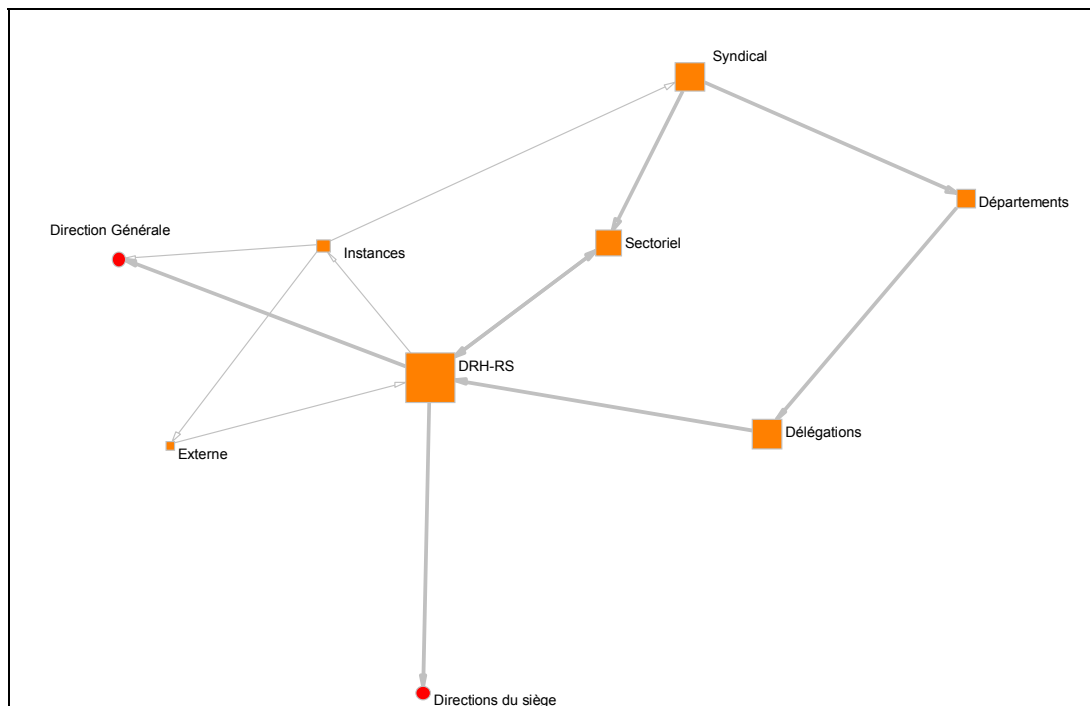 Syndical
Départements
Direction Générale
Sectoriel
Instances
DRH-RS
Délégations
Externe
Directions du siège